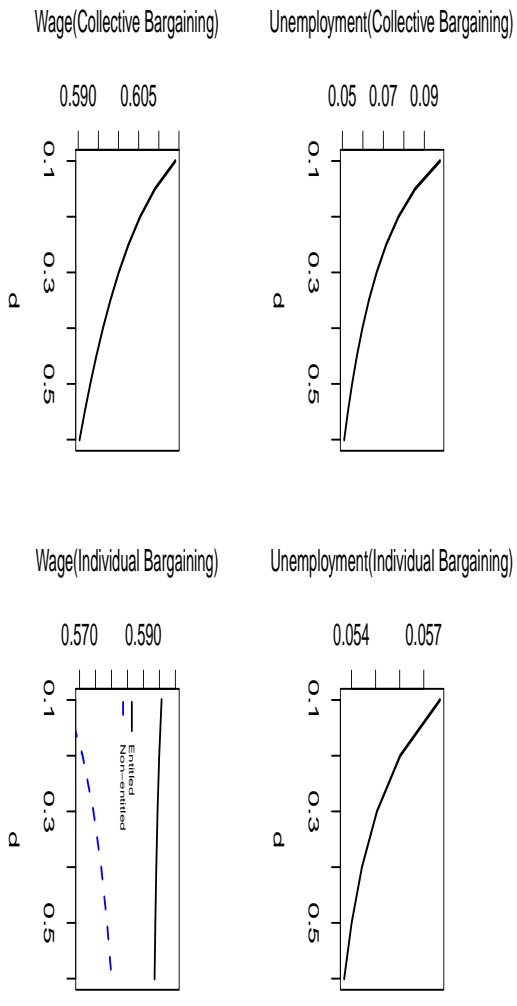 Unemployment(Collective Bargaining)
0.05 0.07 0.09
0.1 0.3 0.5
d
Unemployment(Individual Bargaining)
0.054 0.057
0.1 0.3 0.5
d
Wage(Collective Bargaining)
0.590 0.605
0.1 0.3 0.5
d
Wage(Individual Bargaining)
0.570 0.590
0.1 0.3 0.5
d
Entitled
Non-entitled